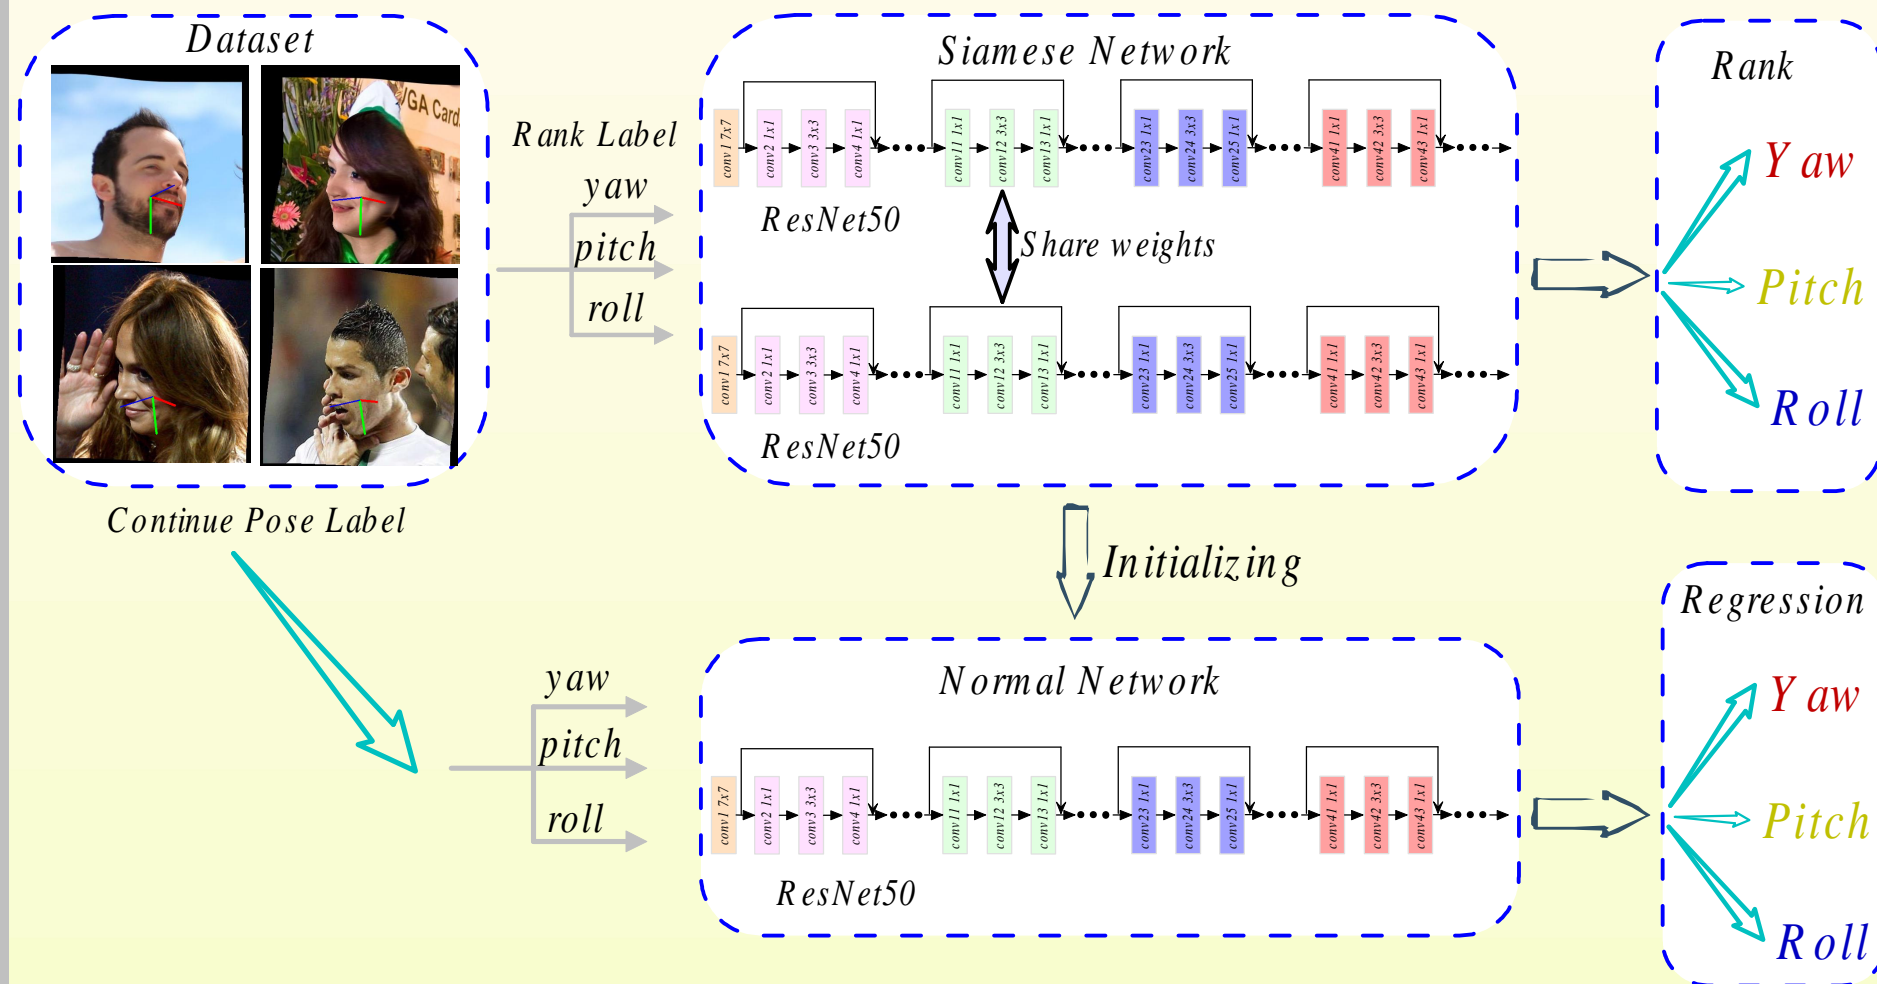 Dataset
/GA Card.
Rank Label
yaw
pitch
roll
Siamese Network
conv1 7x7
conv2 1x1
conv3 3x3
conv4 1x1
conv11 1x1
conv12 3x3
conv13 1x1
conv23 1x1
conv24 3x3
conv25 1x1
conv41 1x1
conv42 3x3
conv43 1x1
ResNet50
Share weights
conv1 7x7
conv2 1x1
conv3 3x3
conv4 1x1
conv11 1x1
conv12 3x3
conv13 1x1
conv23 1x1
conv24 3x3
conv25 1x1
conv41 1x1
conv42 3x3
conv43 1x1
ResNet50
Rank
Yaw
Pitch
Roll
Continue Pose Label
Initializing
yaw
pitch
roll
Normal Network
conv1 7x7
conv2 1x1
conv3 3x3
conv4 1x1
conv11 1x1
conv12 3x3
conv13 1x1
conv23 1x1
conv24 3x3
conv25 1x1
conv41 1x1
conv42 3x3
conv43 1x1
ResNet50
Regression
Yaw
Pitch
Roll